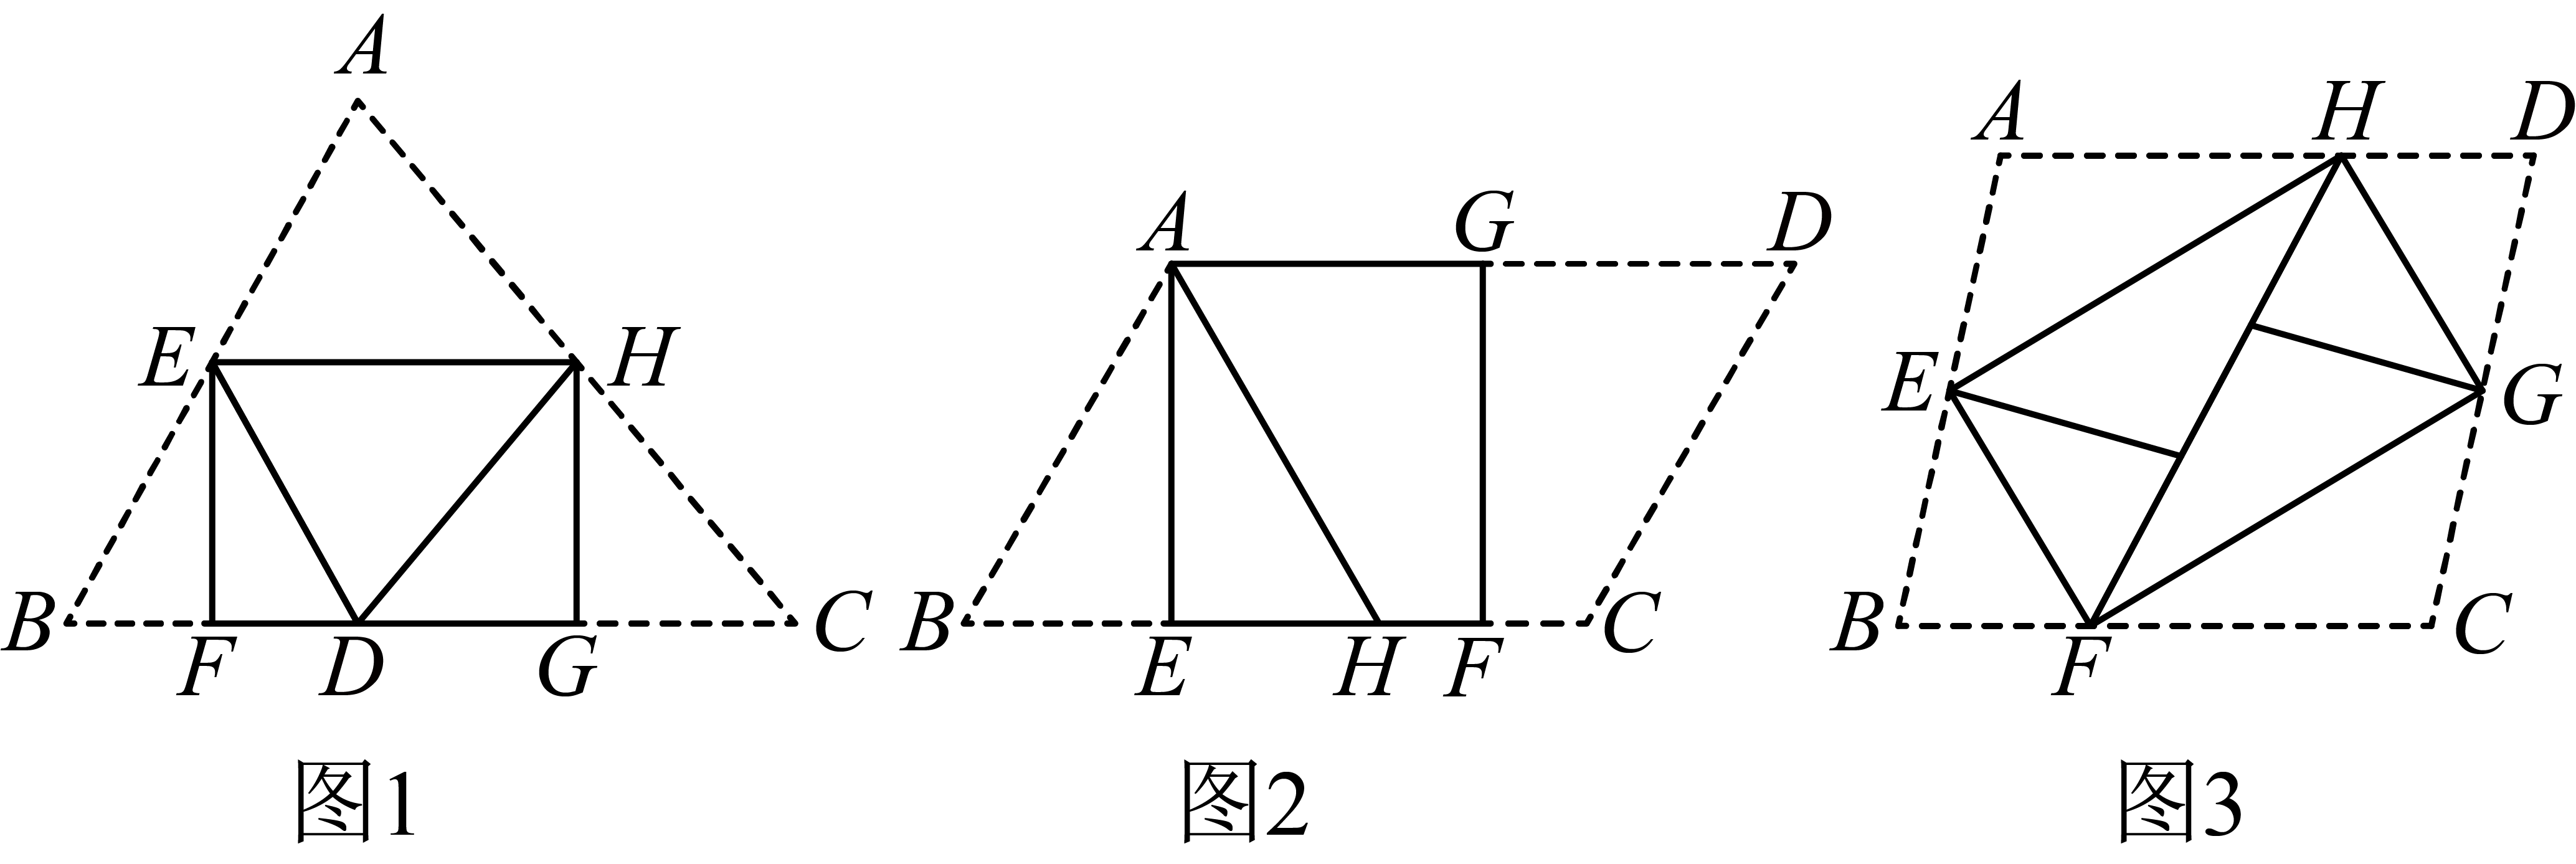 A
E H
B F D G C
图1
A G D
B E H F C
图2
A H D
E G
B F C
图3